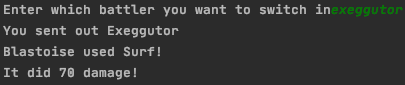 Enter which battler you want to switch inexeggutor
You sent out Exeggutor
Blastoise used Surf!
It did 70 damage!